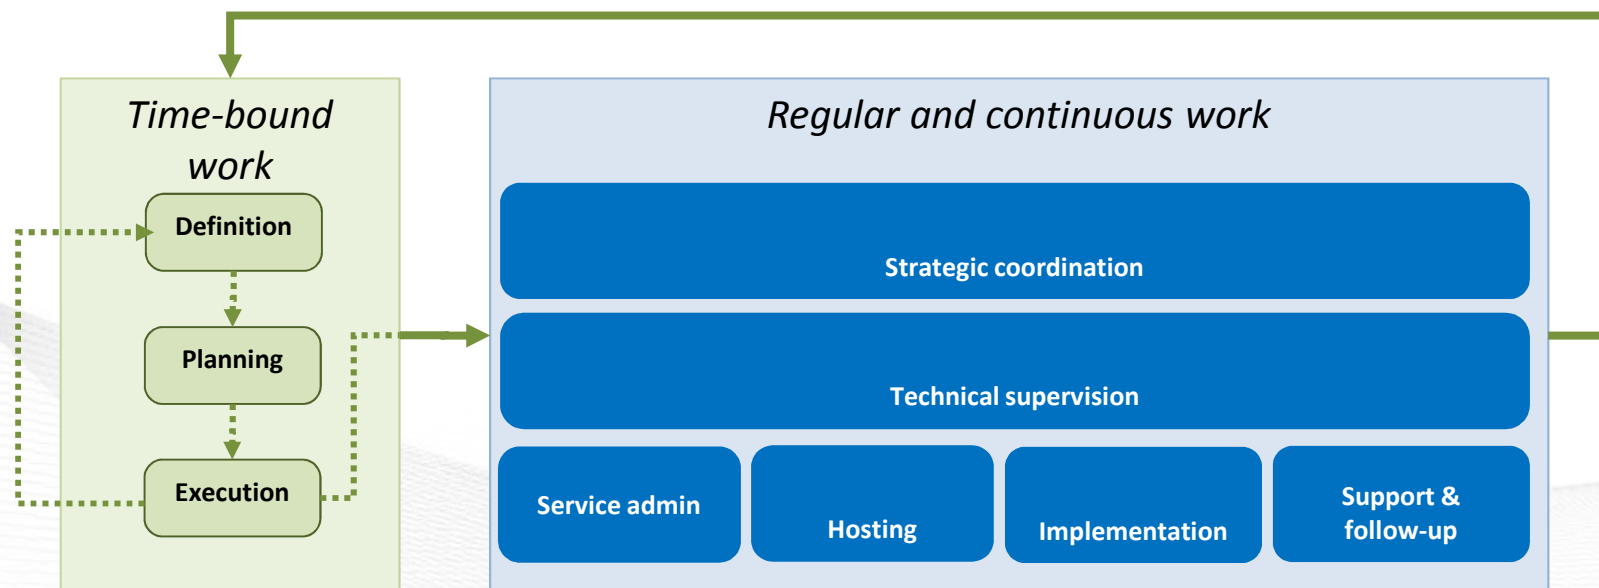 Time-bound
work
Definition
Planning
Execution
Regular and continuous work
Strategic coordination
Technical supervision
Service admin
Hosting
Implementation
Support &
follow-up